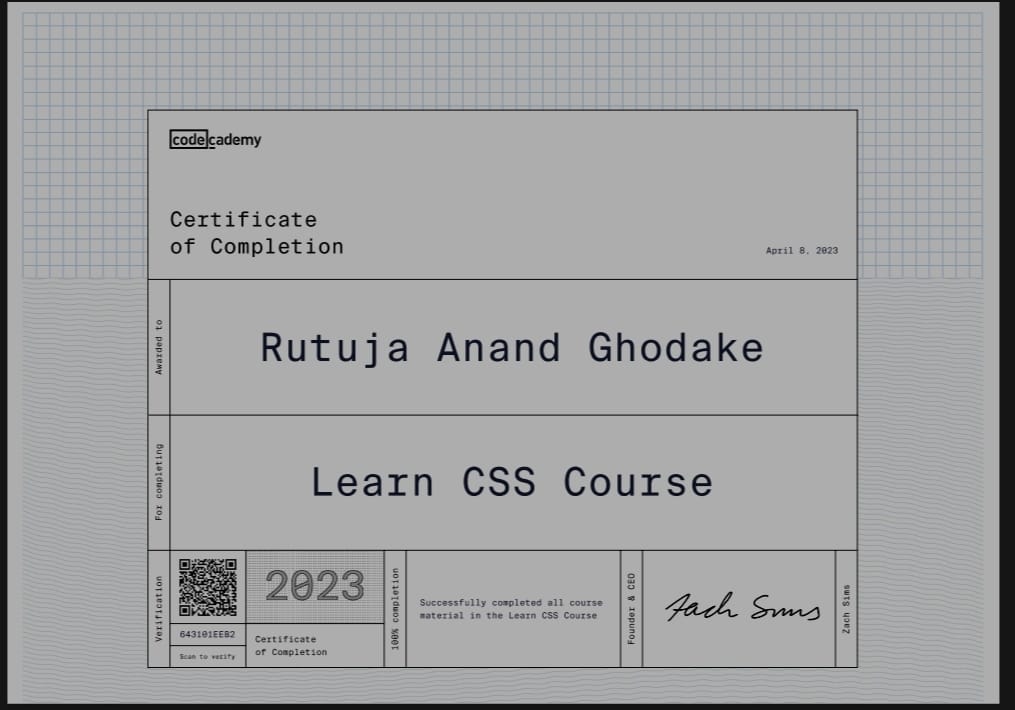 codecademy
Certificate
of Completion
April 8, 2023
Awarded to
Rutuja Anand Ghodake
For completing
Learn CSS Course
Verification
643101EEB2
Scan to verify
2023
Certificate
of Completion
100% completion
Successfully completed all course
material in the Learn CSS Course
Founder & CEO
Zach Sims
Zach Sims